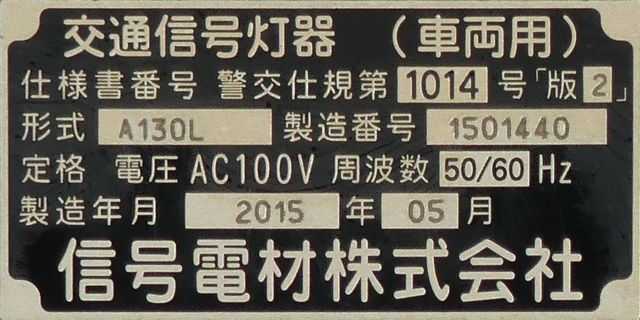 交通信号灯器 (車両用)
仕様書番号 警交仕規第 1014 号「版 2」
形式 A130L 製造番号 1501440
定格 電圧 AC100V 周波数 50/60 Hz
製造年月 2015 年 05 月
信号電材株式会社